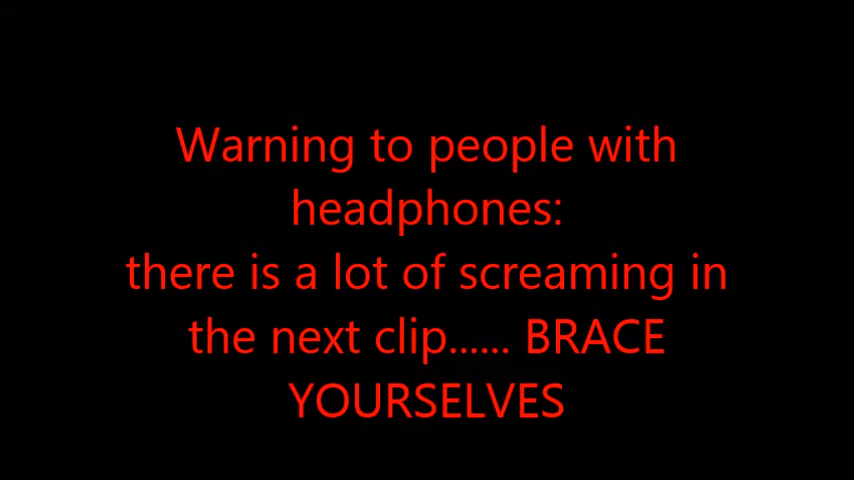 Warning to people with
headphones:
there is a lot of screaming in
the next clip...... BRACE
YOURSELVES